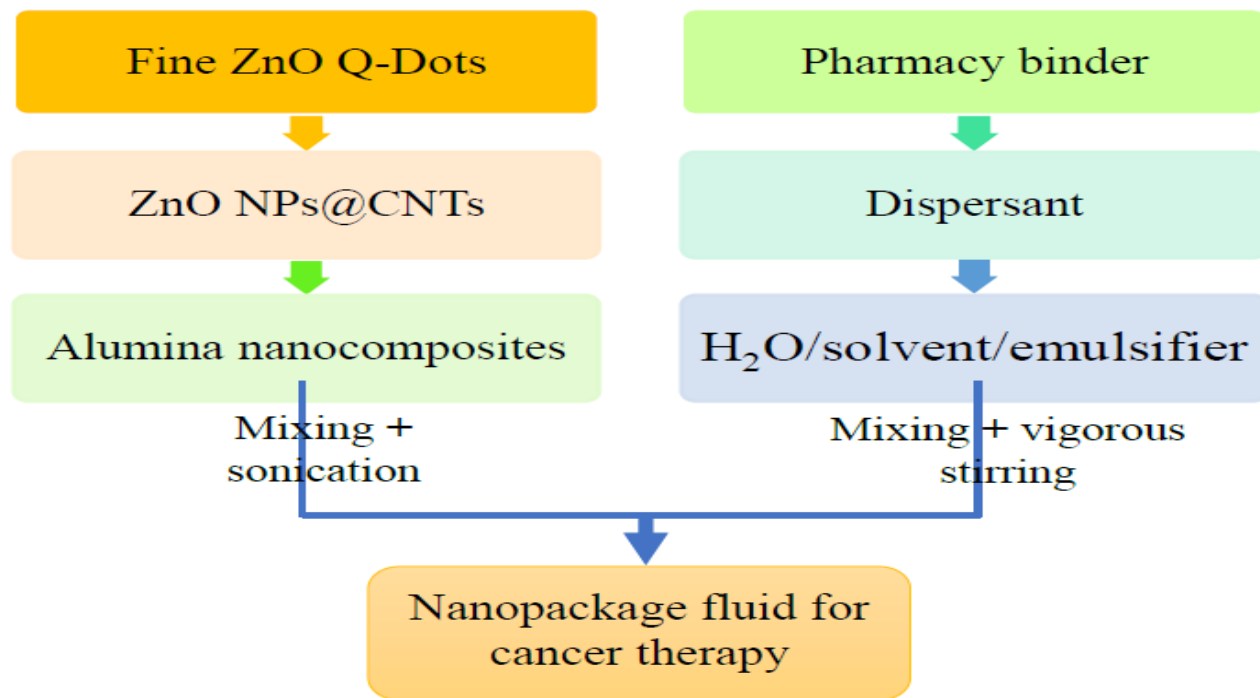 Fine ZnO Q-Dots
ZnO NPs@CNTs
Alumina nanocomposites
Mixing +
sonication
Pharmacy binder
Dispersant
H₂O/solvent/emulsifier
Mixing + vigorous
stirring
Nanopackage fluid for
cancer therapy